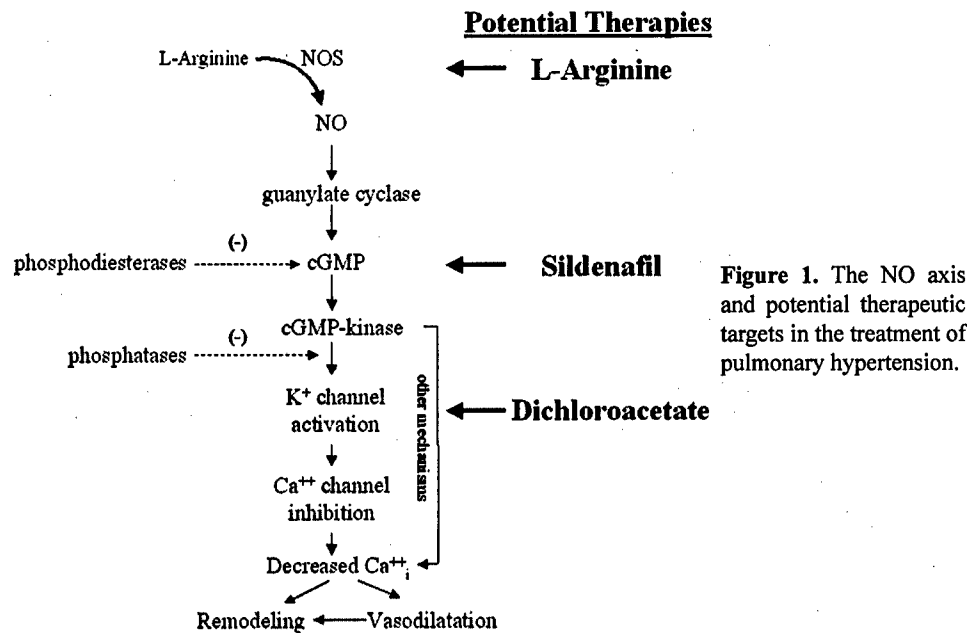 Potential Therapies
L-Arginine NOS
L-Arginine
NO
guanylate cyclase
(-)
phosphodiesterases
cGMP
Sildenafil
cGMP-kinase
(-)
phosphatases
other mechanisms
K+ channel
activation
Dichloroacetate
Ca++ channel
inhibition
Decreased Ca++i
Remodeling
Vasodilatation
Figure 1. The NO axis
and potential therapeutic
targets in the treatment of
pulmonary hypertension.